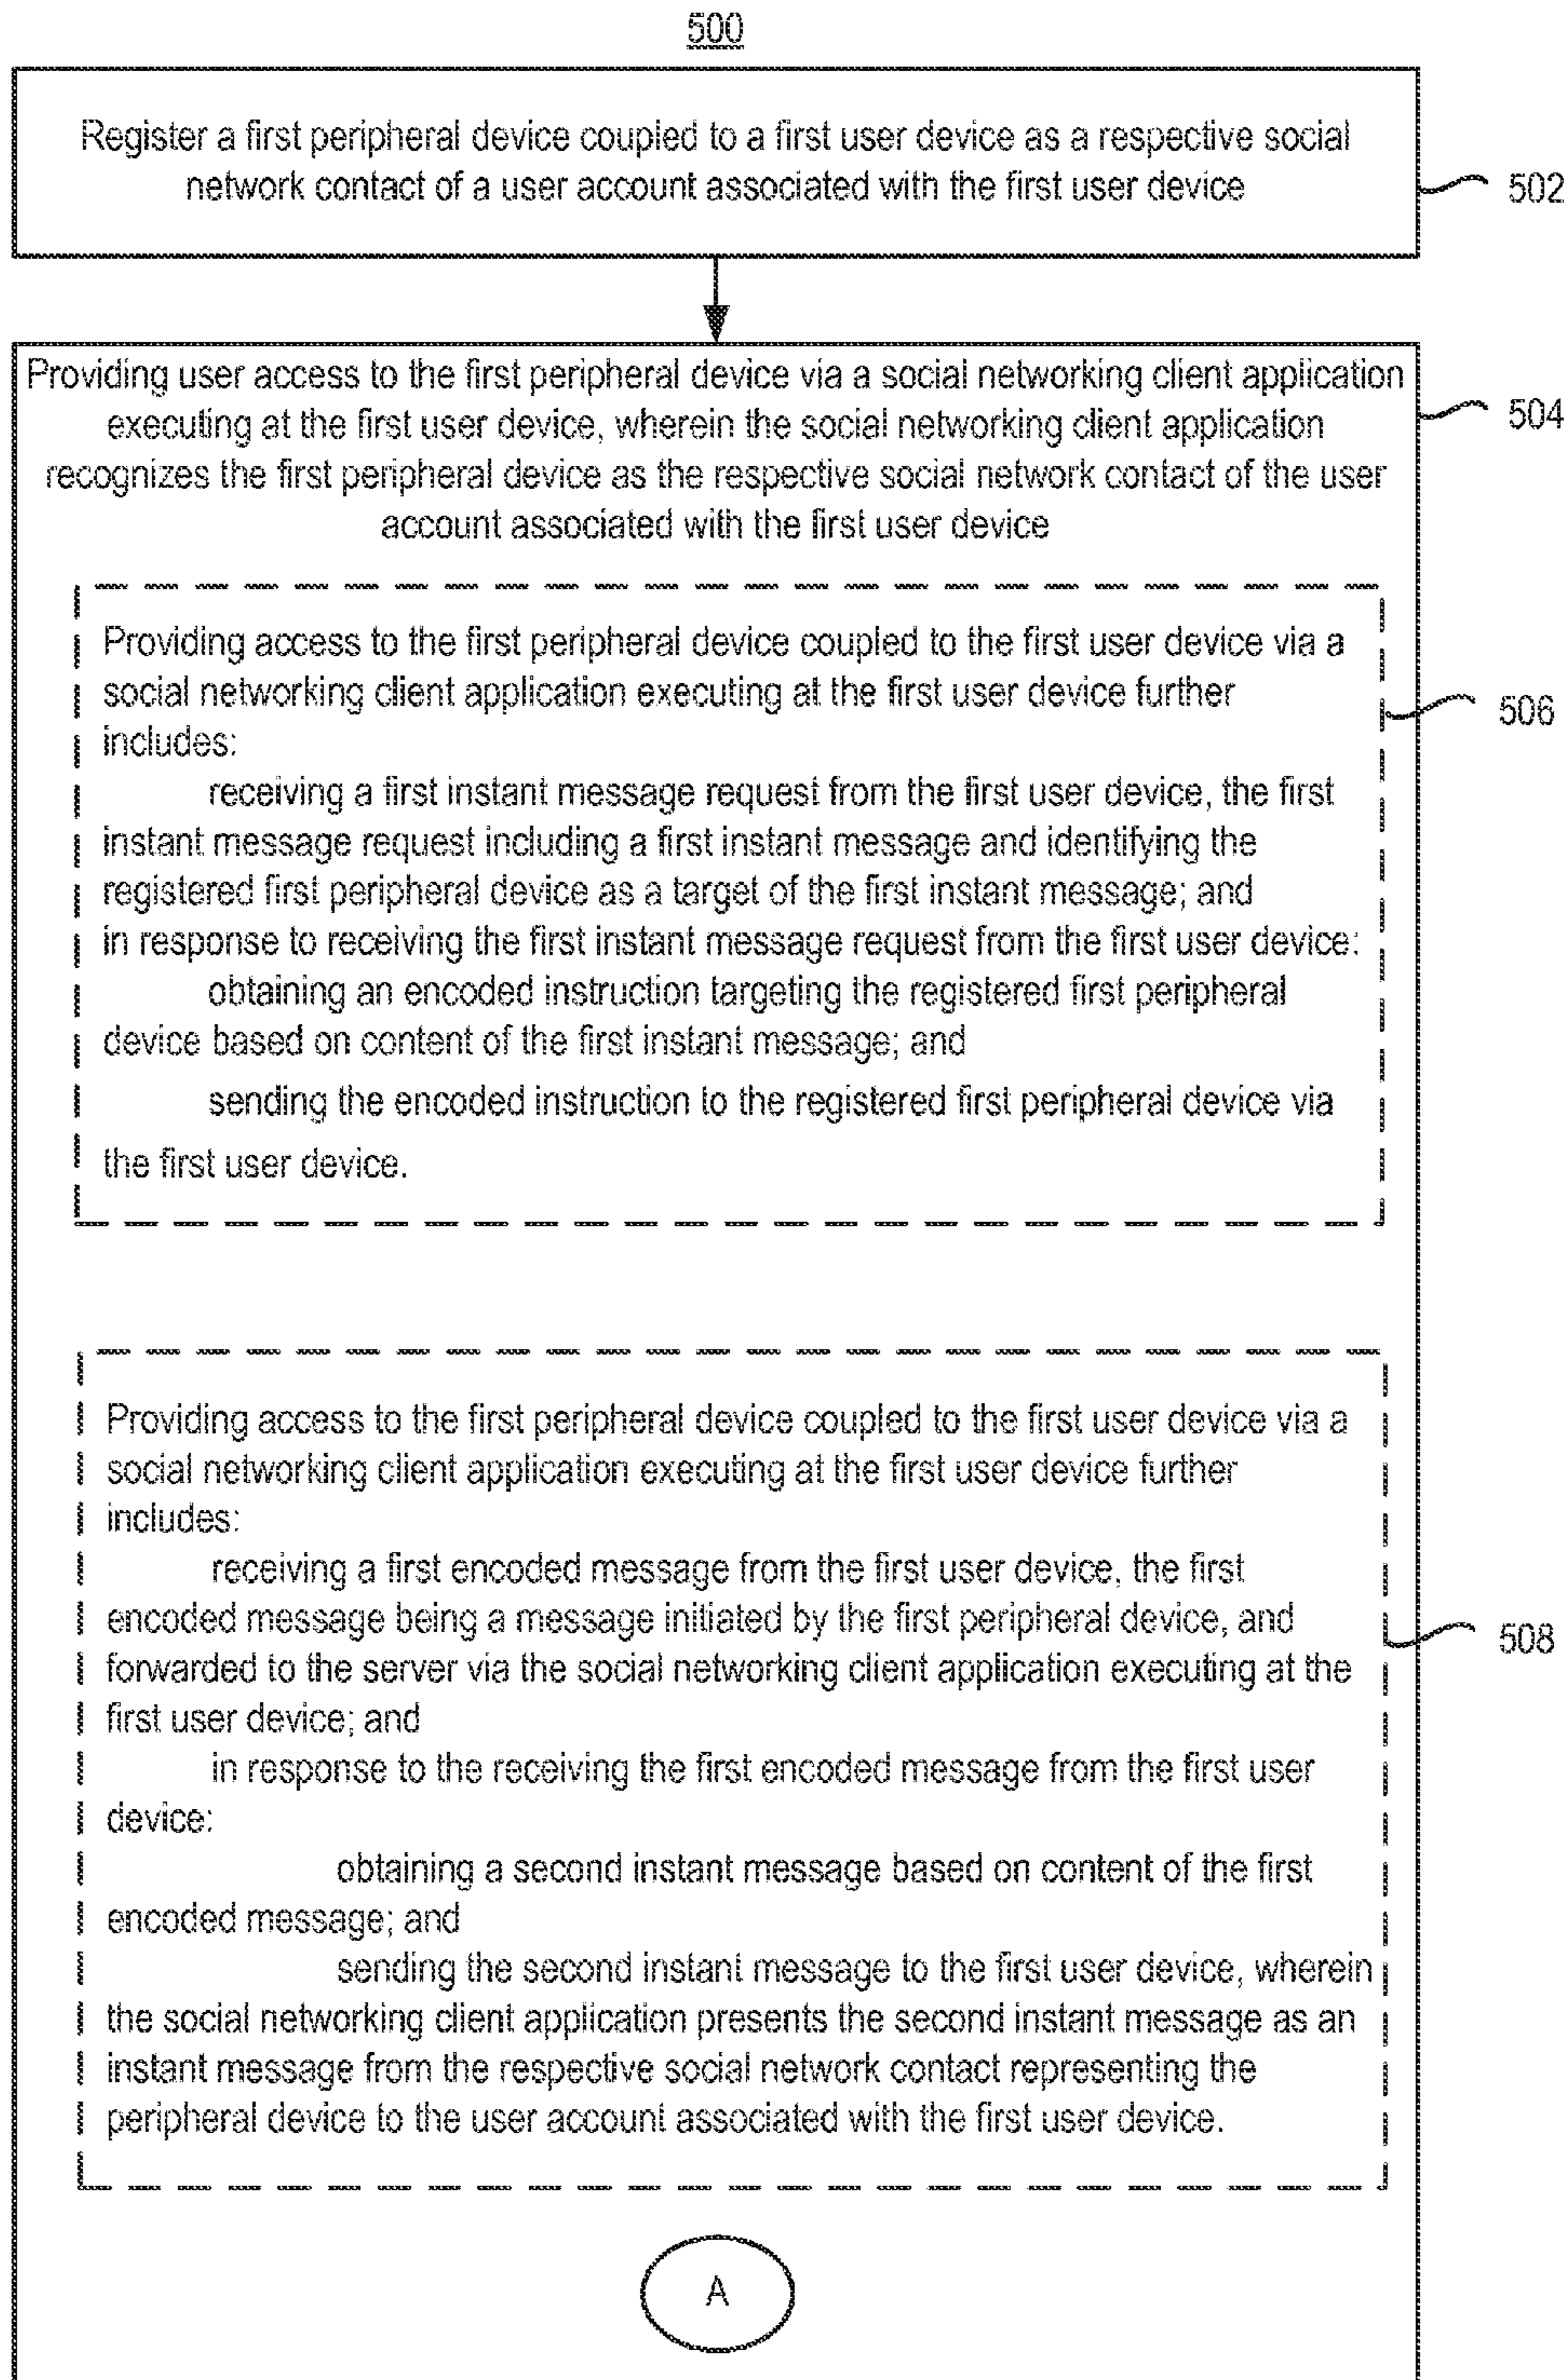 500
Register a first peripheral device coupled to a first user device as a respective social
network contact of a user account associated with the first user device
502
Providing user access to the first peripheral device via a social networking client application
executing at the first user device, wherein the social networking client application
recognizes the first peripheral device as the respective social network contact of the user
account associated with the first user device
504
Providing access to the first peripheral device coupled to the first user device via a
social networking client application executing at the first user device further
includes:
receiving a first instant message request from the first user device, the first
instant message request including a first instant message and identifying the
registered first peripheral device as a target of the first instant message; and
in response to receiving the first instant message request from the first user device:
obtaining an encoded instruction targeting the registered first peripheral
device based on content of the first instant message; and
sending the encoded instruction to the registered first peripheral device via
the first user device.
506
Providing access to the first peripheral device coupled to the first user device via a
social networking client application executing at the first user device further
includes:
receiving a first encoded message from the first user device, the first
encoded message being a message initiated by the first peripheral device, and
forwarded to the server via the social networking client application executing at the
first user device; and
in response to the receiving the first encoded message from the first user
device:
obtaining a second instant message based on content of the first
encoded message; and
sending the second instant message to the first user device, wherein
the social networking client application presents the second instant message as an
instant message from the respective social network contact representing the
peripheral device to the user account associated with the first user device.
508
A